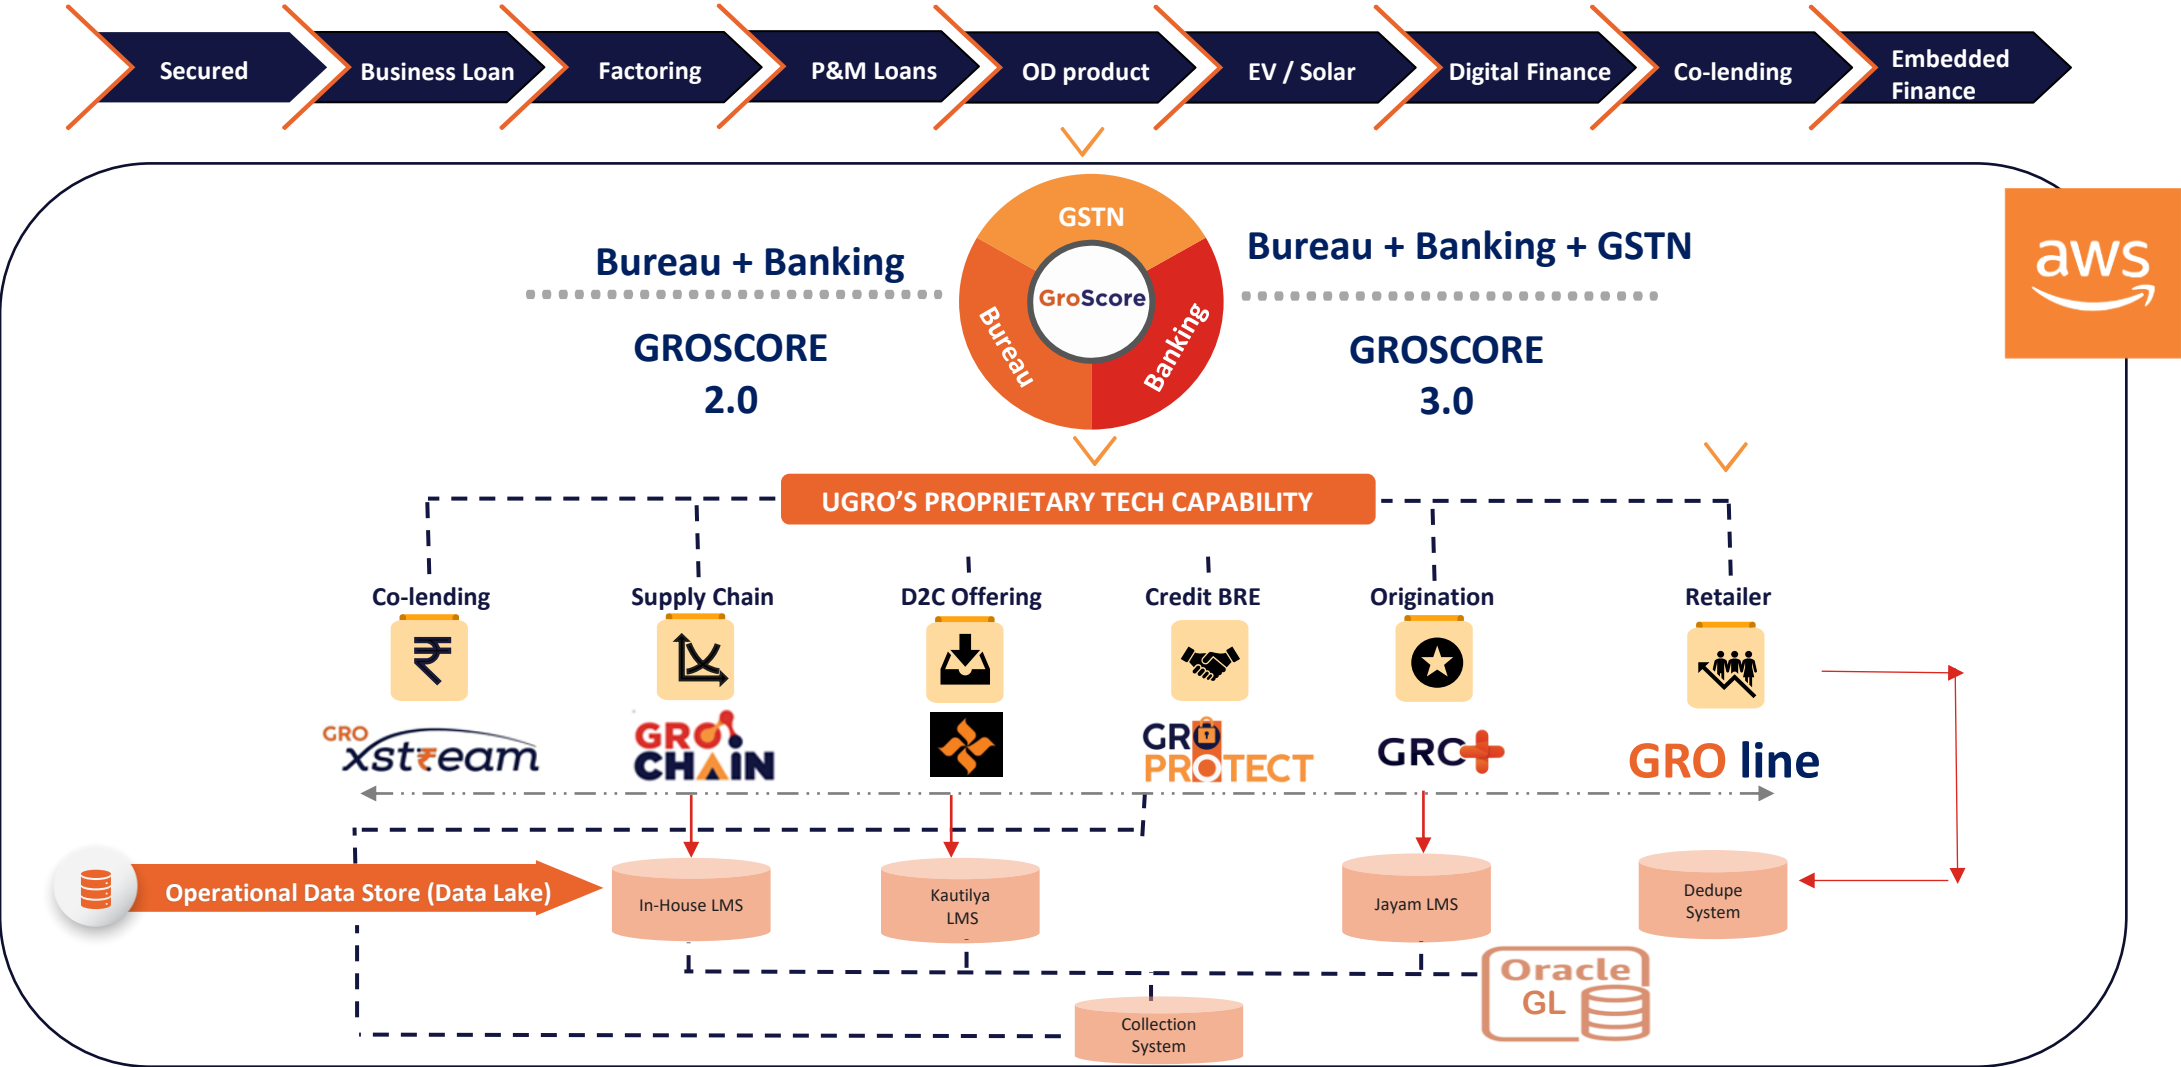 Secured
Business Loan
Factoring
P&M Loans
OD product
EV / Solar
Digital Finance
Co-lending
Embedded
Finance
aws
GSTN
Bureau
Banking
GroScore
Bureau + Banking
GROSCORE
2.0
Bureau + Banking + GSTN
GROSCORE
3.0
UGRO’S PROPRIETARY TECH CAPABILITY
Co-lending
Supply Chain
D2C Offering
Credit BRE
Origination
Retailer
GRO
xst₹eam
GRO
CHAIN
GRO
PROTECT
GRO+
GRO line
Operational Data Store (Data Lake)
In-House LMS
Kautilya
LMS
Jayam LMS
Dedupe
System
Oracle
GL
Collection
System